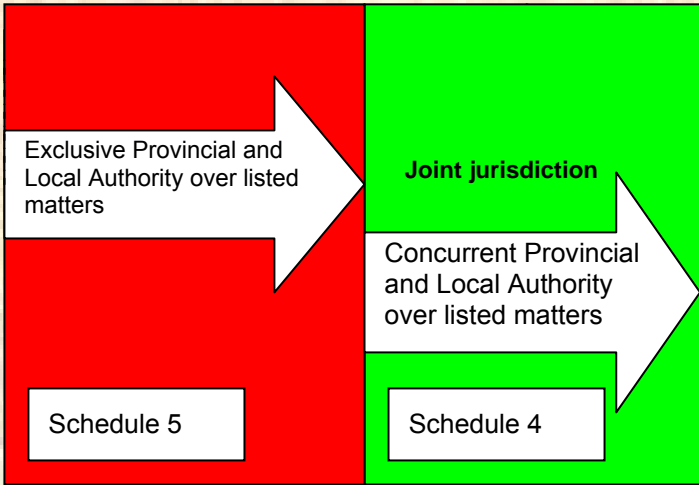 Exclusive Provincial and
Local Authority over listed
matters
Schedule 5
Joint jurisdiction
Concurrent Provincial
and Local Authority
over listed matters
Schedule 4